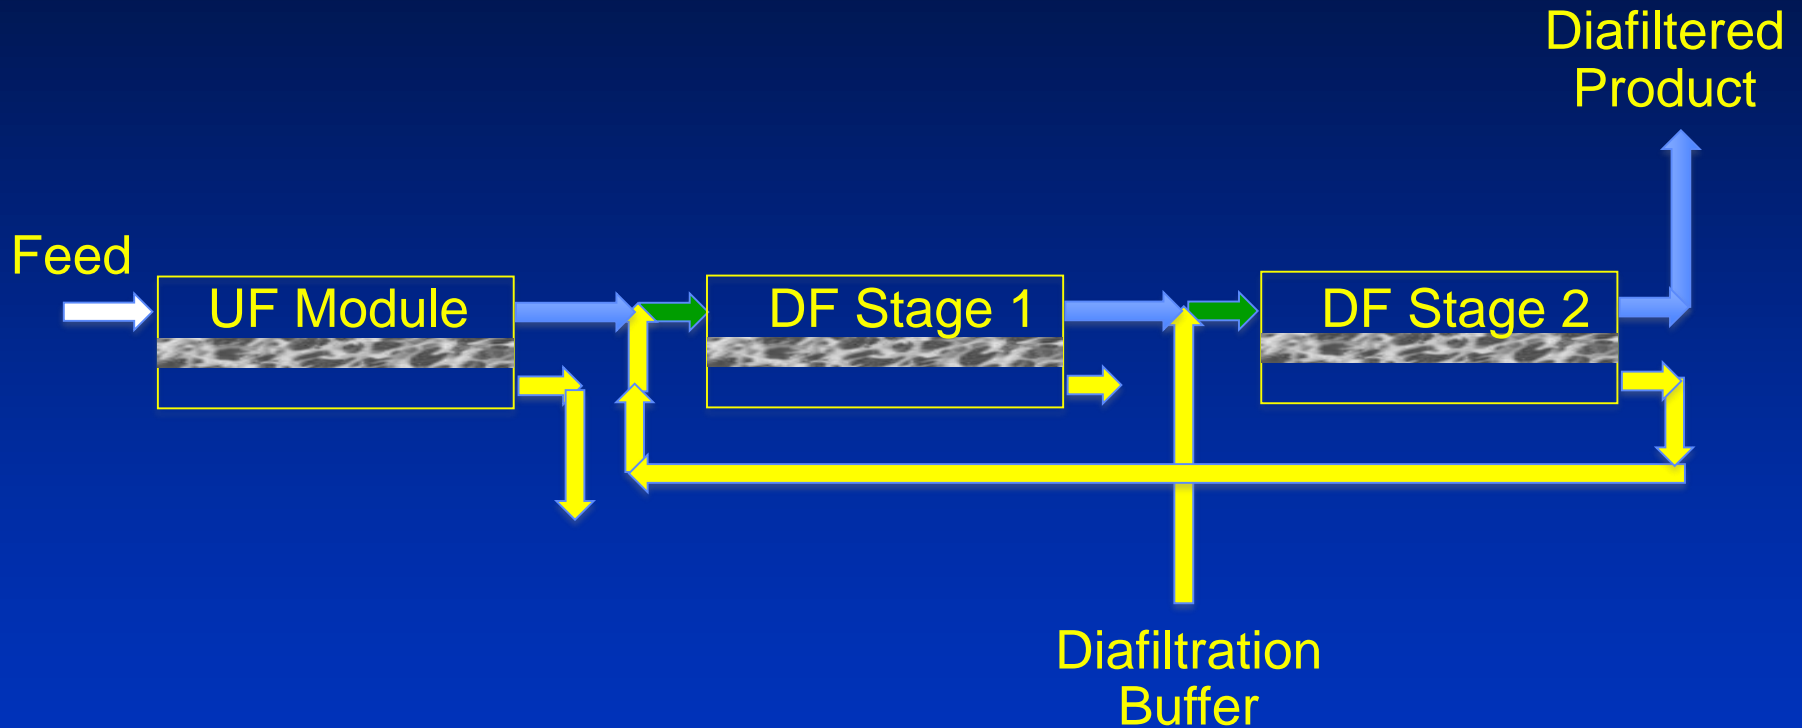 Diafiltered
Product
Feed
UF Module
DF Stage 1
DF Stage 2
Diafiltration
Buffer